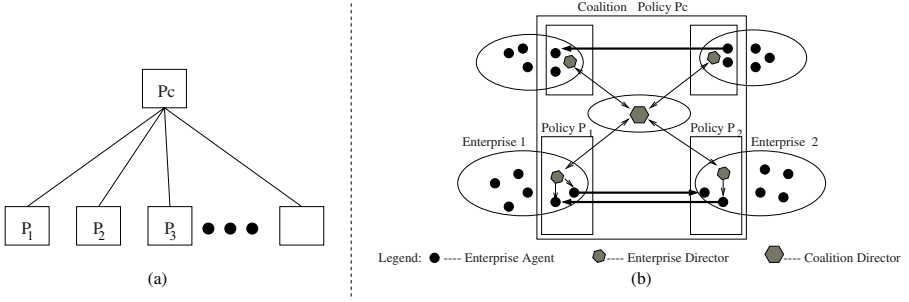 Pc
P1 P2 P3
(a)
Coalition Policy Pc
Enterprise 1 Policy P1 Policy P2 Enterprise 2
Legend: ---- Enterprise Agent ---- Enterprise Director ---- Coalition Director
(b)